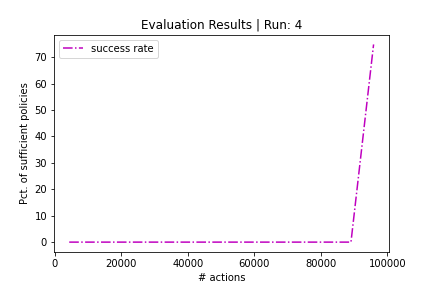 Evaluation Results | Run: 4
success rate
Pct. of sufficient policies
70
60
50
40
30
20
10
0
0 20000 40000 60000 80000 100000
# actions